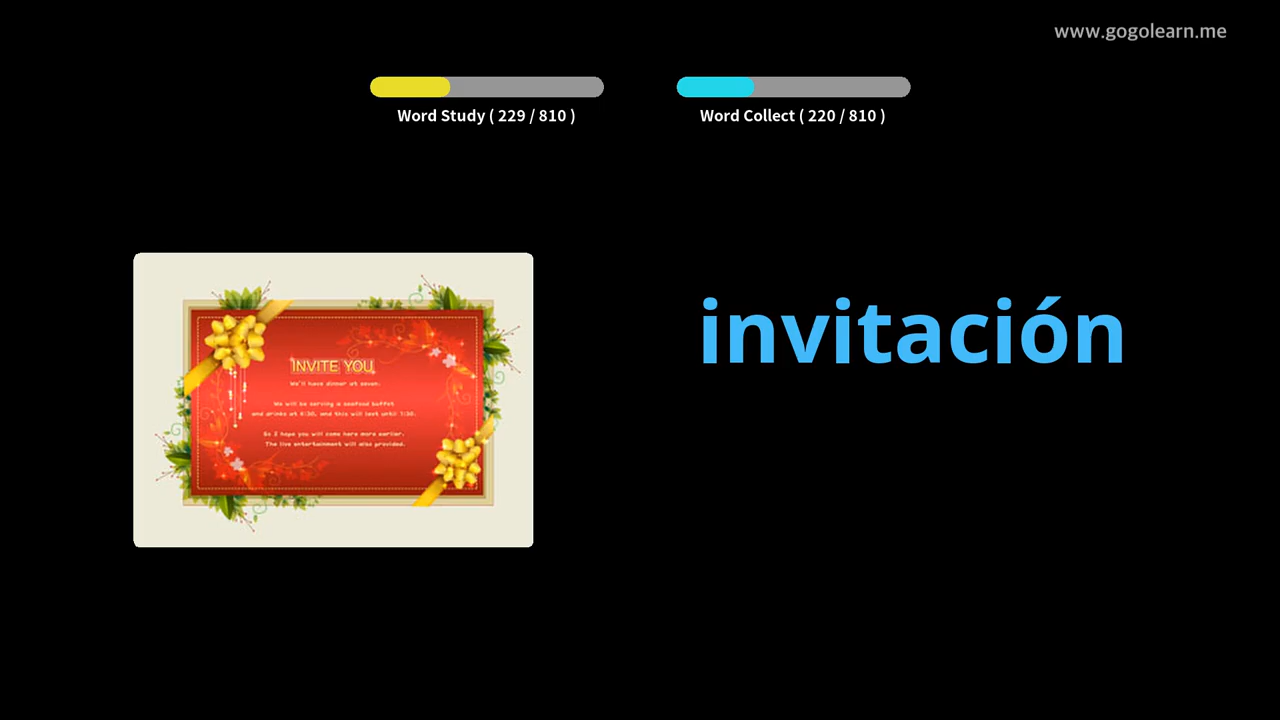 www.gogolearn.me
Word Study ( 229 / 810 )
Word Collect ( 220 / 810 )
invitación
INVITE YOU
We'll have dinner at seven.
We will be serving a seafood buffet
and drinks at 6:30, and this will last until 7:30.
So I hope you will come here more earlier.
The live entertainment will also provided.